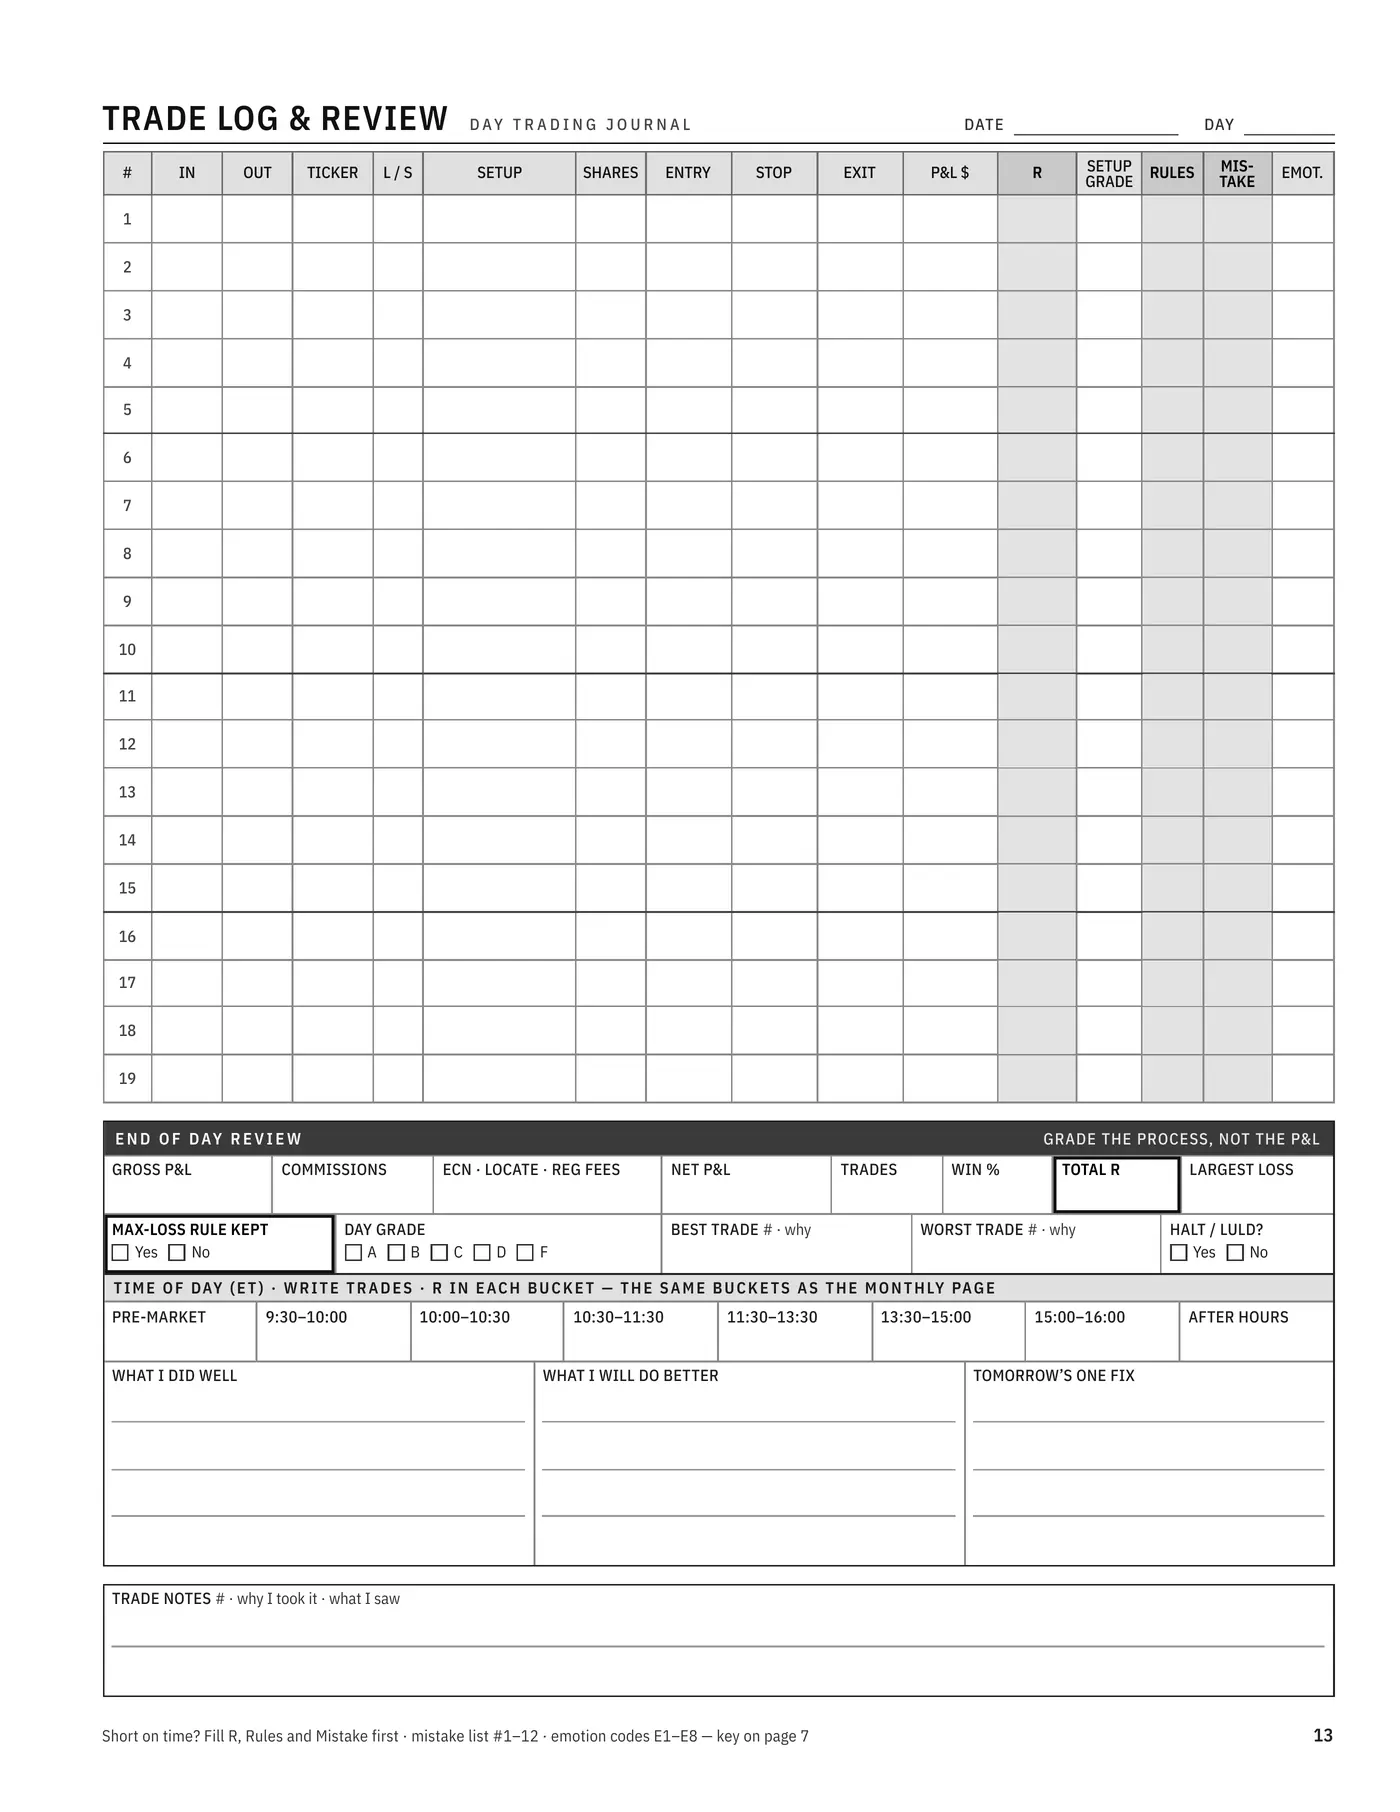 TRADE LOG & REVIEW DAY TRADING JOURNAL DATE DAY
# IN OUT TICKER L / S SETUP SHARES ENTRY STOP EXIT P&L $ R SETUP GRADE RULES MIS-TAKE EMOT.
1
2
3
4
5
6
7
8
9
10
11
12
13
14
15
16
17
18
19
END OF DAY REVIEW GRADE THE PROCESS, NOT THE P&L
GROSS P&L COMMISSIONS ECN · LOCATE · REG FEES NET P&L TRADES WIN % TOTAL R LARGEST LOSS
MAX-LOSS RULE KEPT DAY GRADE BEST TRADE # · why WORST TRADE # · why HALT / LULD?
Yes No A B C D F Yes No
TIME OF DAY (ET) · WRITE TRADES · R IN EACH BUCKET — THE SAME BUCKETS AS THE MONTHLY PAGE
PRE-MARKET 9:30–10:00 10:00–10:30 10:30–11:30 11:30–13:30 13:30–15:00 15:00–16:00 AFTER HOURS
WHAT I DID WELL WHAT I WILL DO BETTER TOMORROW’S ONE FIX
TRADE NOTES # · why I took it · what I saw
Short on time? Fill R, Rules and Mistake first · mistake list #1–12 · emotion codes E1–E8 — key on page 7 13